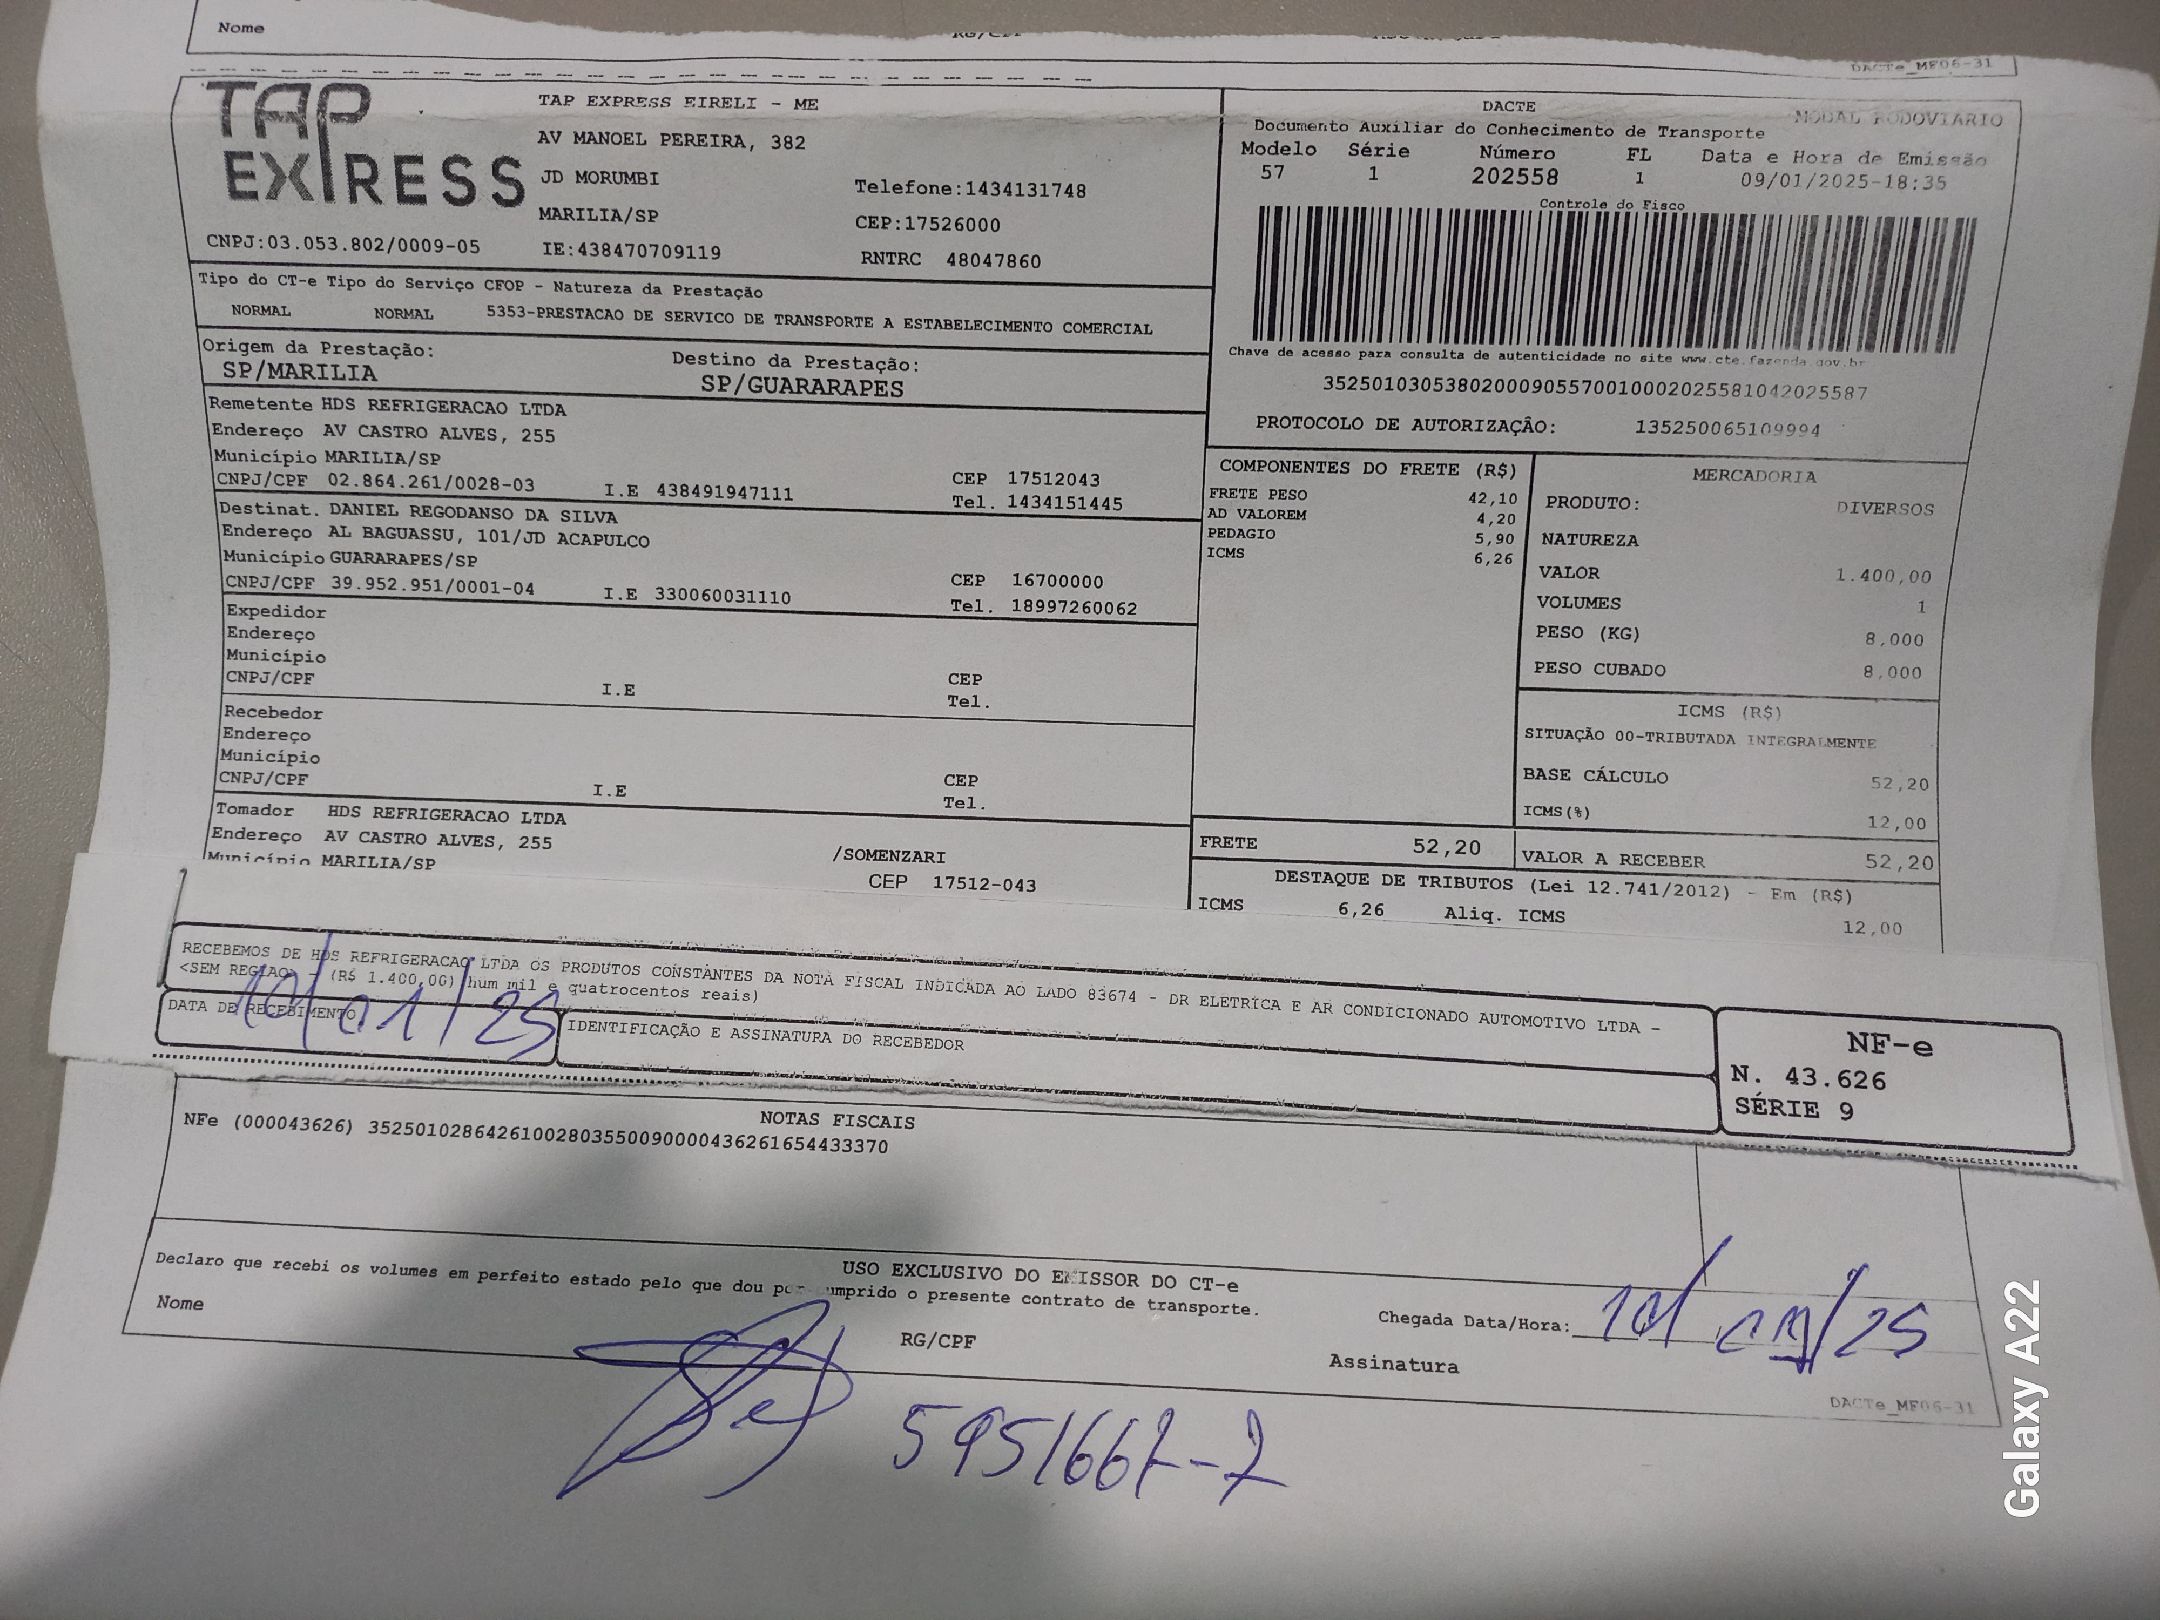 Nome
DACTe_MF06-31
TAP EXPRESS
TAP EXPRESS EIRELI - ME
AV MANOEL PEREIRA, 382
JD MORUMBI
Telefone:1434131748
MARILIA/SP
CEP:17526000
CNPJ:03.053.802/0009-05
IE:438470709119
RNTRC 48047860
DACTE
MODAL RODOVIARIO
Documento Auxiliar do Conhecimento de Transporte
Modelo Série Número FL Data e Hora de Emissão
57 1 202558 1 09/01/2025-18:35
Controle do Fisco
Chave de acesso para consulta de autenticidade no site www.cte.fazenda.gov.br
35250103053802000905570010002025581042025587
PROTOCOLO DE AUTORIZAÇÃO: 135250065109994
Tipo do CT-e Tipo do Serviço CFOP - Natureza da Prestação
NORMAL NORMAL 5353-PRESTACAO DE SERVICO DE TRANSPORTE A ESTABELECIMENTO COMERCIAL
Origem da Prestação: Destino da Prestação:
SP/MARILIA SP/GUARARAPES
Remetente HDS REFRIGERACAO LTDA
Endereço AV CASTRO ALVES, 255
Município MARILIA/SP CEP 17512043
CNPJ/CPF 02.864.261/0028-03 I.E 438491947111 Tel. 1434151445
Destinat. DANIEL REGODANSO DA SILVA
Endereço AL BAGUASSU, 101/JD ACAPULCO
Município GUARARAPES/SP CEP 16700000
CNPJ/CPF 39.952.951/0001-04 I.E 330060031110 Tel. 18997260062
Expedidor
Endereço
Município
CNPJ/CPF I.E CEP
Tel.
Recebedor
Endereço
Município
CNPJ/CPF I.E CEP
Tel.
Tomador HDS REFRIGERACAO LTDA
Endereço AV CASTRO ALVES, 255 /SOMENZARI
Município MARILIA/SP CEP 17512-043
COMPONENTES DO FRETE (R$)
FRETE PESO 42,10
AD VALOREM 4,20
PEDAGIO 5,90
ICMS 6,26
MERCADORIA
PRODUTO: DIVERSOS
NATUREZA
VALOR 1.400,00
VOLUMES 1
PESO (KG) 8,000
PESO CUBADO 8,000
ICMS (R$)
SITUAÇÃO 00-TRIBUTADA INTEGRALMENTE
BASE CÁLCULO 52,20
ICMS(%) 12,00
FRETE 52,20 VALOR A RECEBER 52,20
DESTAQUE DE TRIBUTOS (Lei 12.741/2012) - Em (R$)
ICMS 6,26 Aliq. ICMS 12,00
RECEBEMOS DE HDS REFRIGERACAO LTDA OS PRODUTOS CONSTANTES DA NOTA FISCAL INDICADA AO LADO 83674 - DR ELETRICA E AR CONDICIONADO AUTOMOTIVO LTDA -
<SEM REGIAO> - (R$ 1.400,00) hum mil e quatrocentos reais)
DATA DE RECEBIMENTO
10/01/25
IDENTIFICAÇÃO E ASSINATURA DO RECEBEDOR
NF-e
N. 43.626
SÉRIE 9
NOTAS FISCAIS
NFe (000043626) 35250102864261002803550090000436261654433370
USO EXCLUSIVO DO EMISSOR DO CT-e
Declaro que recebi os volumes em perfeito estado pelo que dou por cumprido o presente contrato de transporte.
Nome RG/CPF
Chegada Data/Hora: 10/01/25
Assinatura
5951667-7
DACTe_MF06-31
Galaxy A22